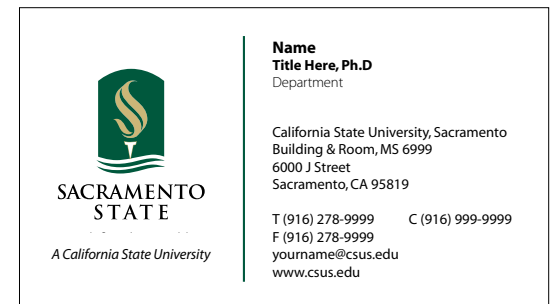 SACRAMENTO
STATE
A California State University
Name
Title Here, Ph.D
Department
California State University, Sacramento
Building & Room, MS 6999
6000 J Street
Sacramento, CA 95819
T (916) 278-9999 C (916) 999-9999
F (916) 278-9999
yourname@csus.edu
www.csus.edu